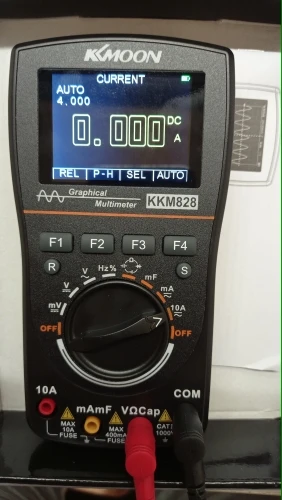 KKMOON
CURRENT
AUTO
4.000
0.000 DC A
REL P-H SEL AUTO
Graphical
Multimeter KKM828
F1 F2 F3 F4
R S
Hz% mF
V mA
V
mV 10A
OFF OFF
10A COM
mAmF VΩCap
MAX
10A
FUSE
MAX
400mA
FUSE
CAT
1000V